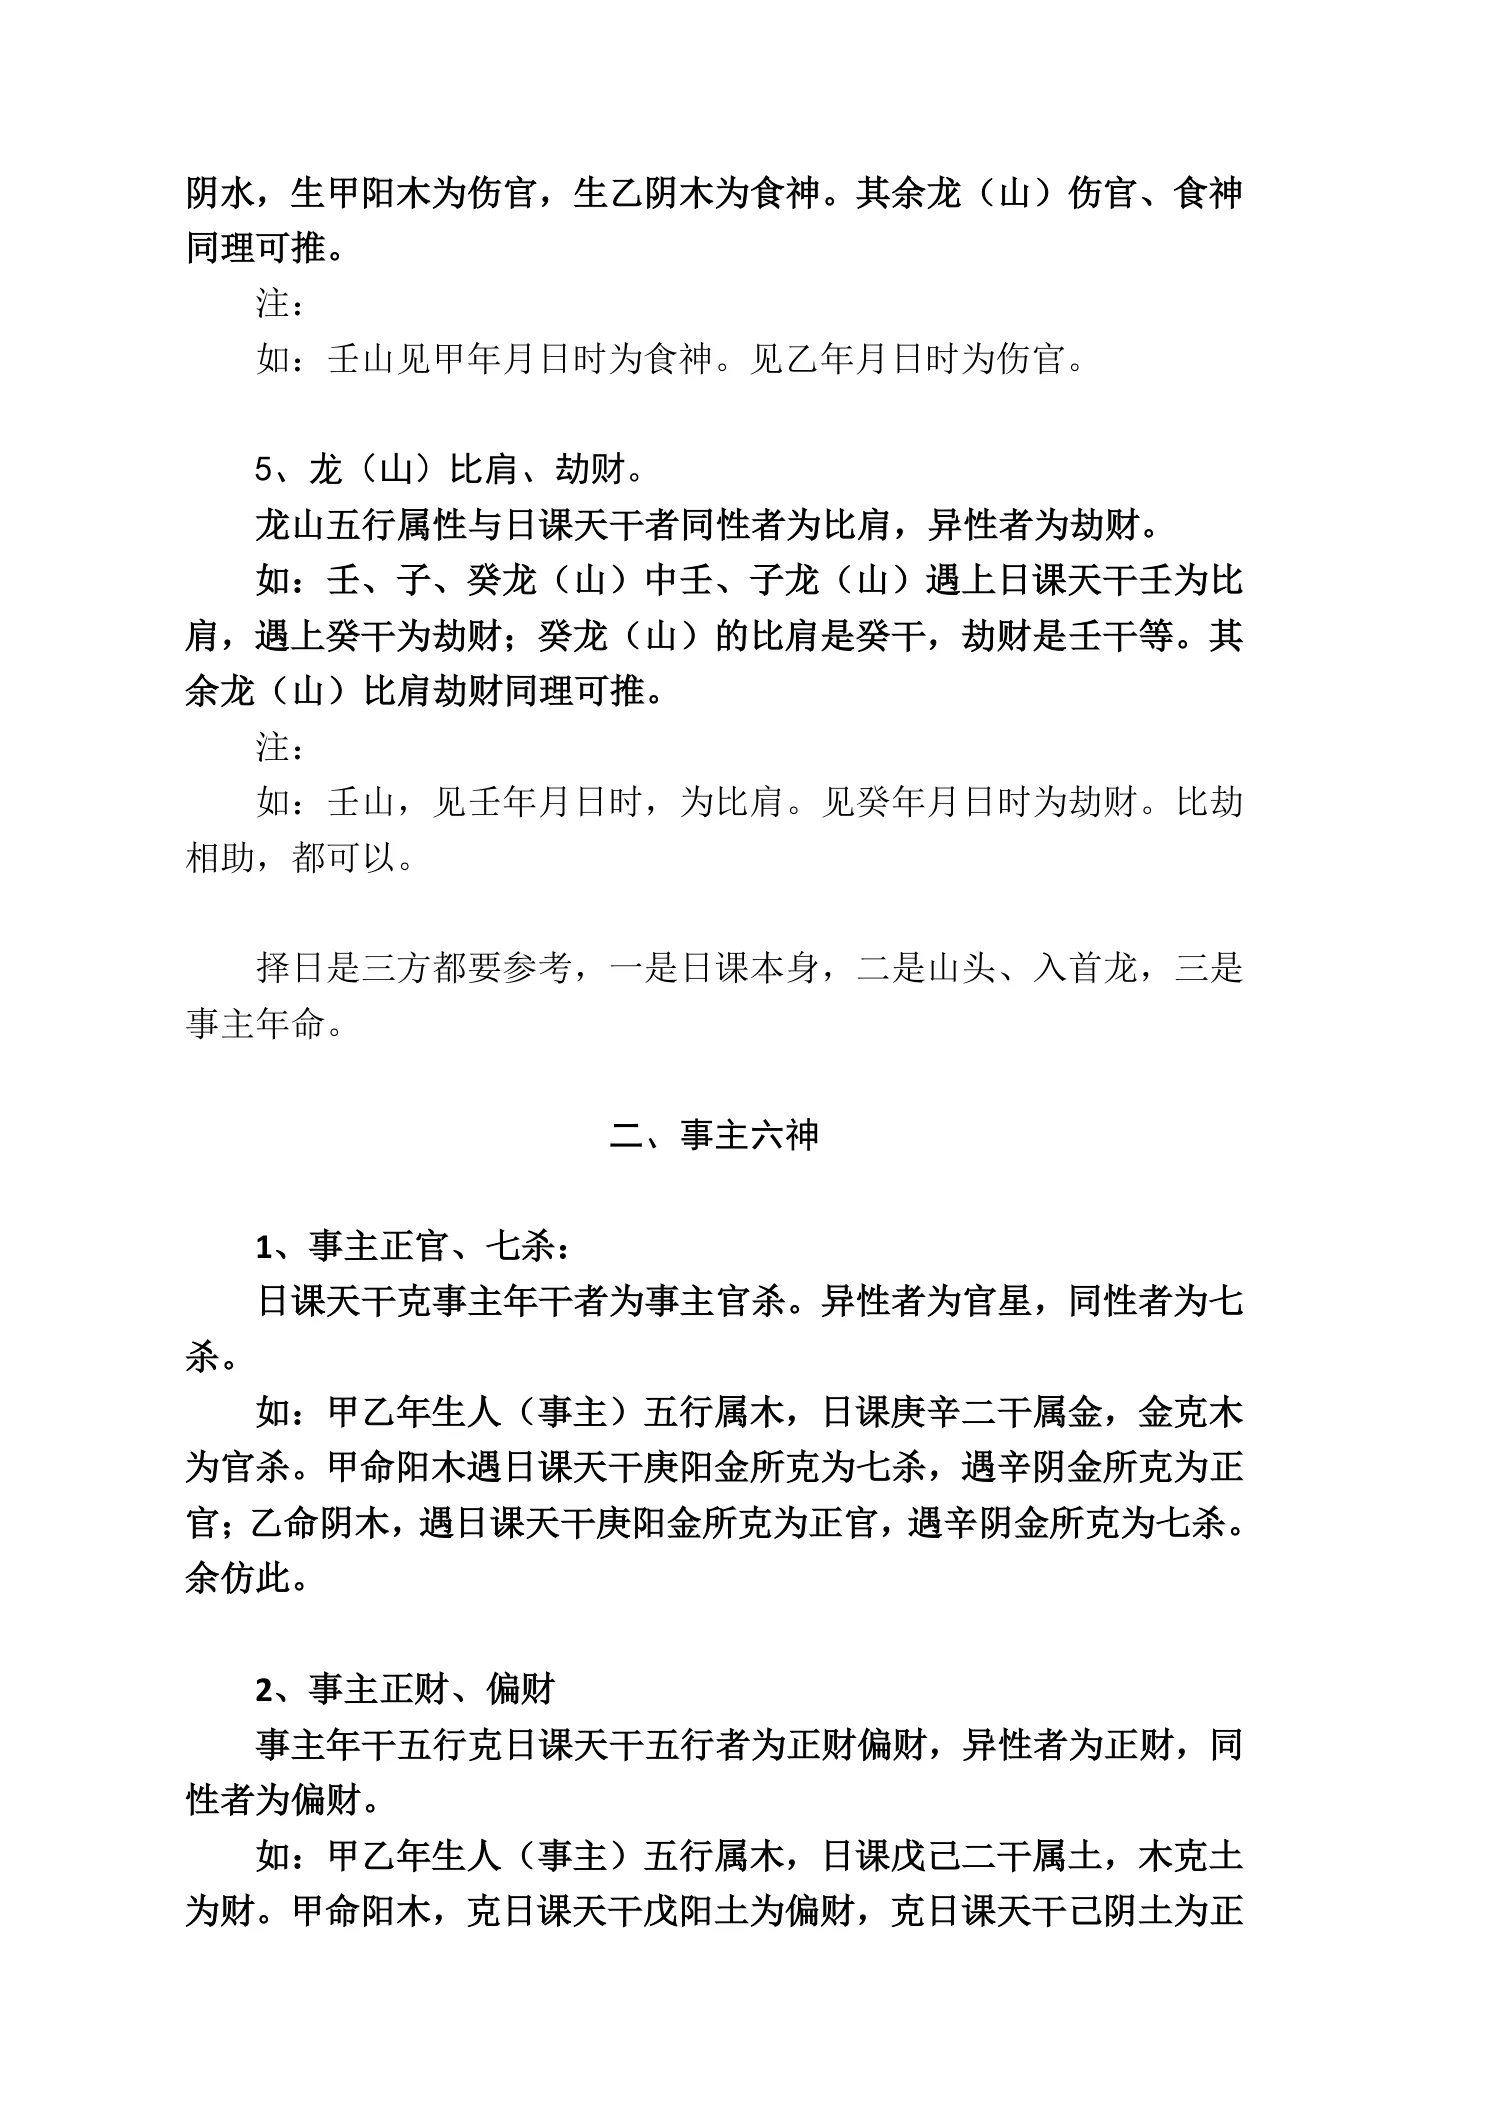 阴水，生甲阳木为伤官，生乙阴木为食神。其余龙（山）伤官、食神
同理可推。
注：
如：壬山见甲年月日时为食神。见乙年月日时为伤官。
5、龙（山）比肩、劫财。
龙山五行属性与日课天干者同性者为比肩，异性者为劫财。
如：壬、子、癸龙（山）中壬、子龙（山）遇上日课天干壬为比
肩，遇上癸干为劫财；癸龙（山）的比肩是癸干，劫财是壬干等。其
余龙（山）比肩劫财同理可推。
注：
如：壬山，见壬年月日时，为比肩。见癸年月日时为劫财。比劫
相助，都可以。
择日是三方都要参考，一是日课本身，二是山头、入首龙，三是
事主年命。
二、事主六神
1、事主正官、七杀：
日课天干克事主年干者为事主官杀。异性者为官星，同性者为七
杀。
如：甲乙年生人（事主）五行属木，日课庚辛二干属金，金克木
为官杀。甲命阳木遇日课天干庚阳金所克为七杀，遇辛阴金所克为正
官；乙命阴木，遇日课天干庚阳金所克为正官，遇辛阴金所克为七杀。
余仿此。
2、事主正财、偏财
事主年干五行克日课天干五行者为正财偏财，异性者为正财，同
性者为偏财。
如：甲乙年生人（事主）五行属木，日课戊己二干属土，木克土
为财。甲命阳木，克日课天干戊阳土为偏财，克日课天干己阴土为正